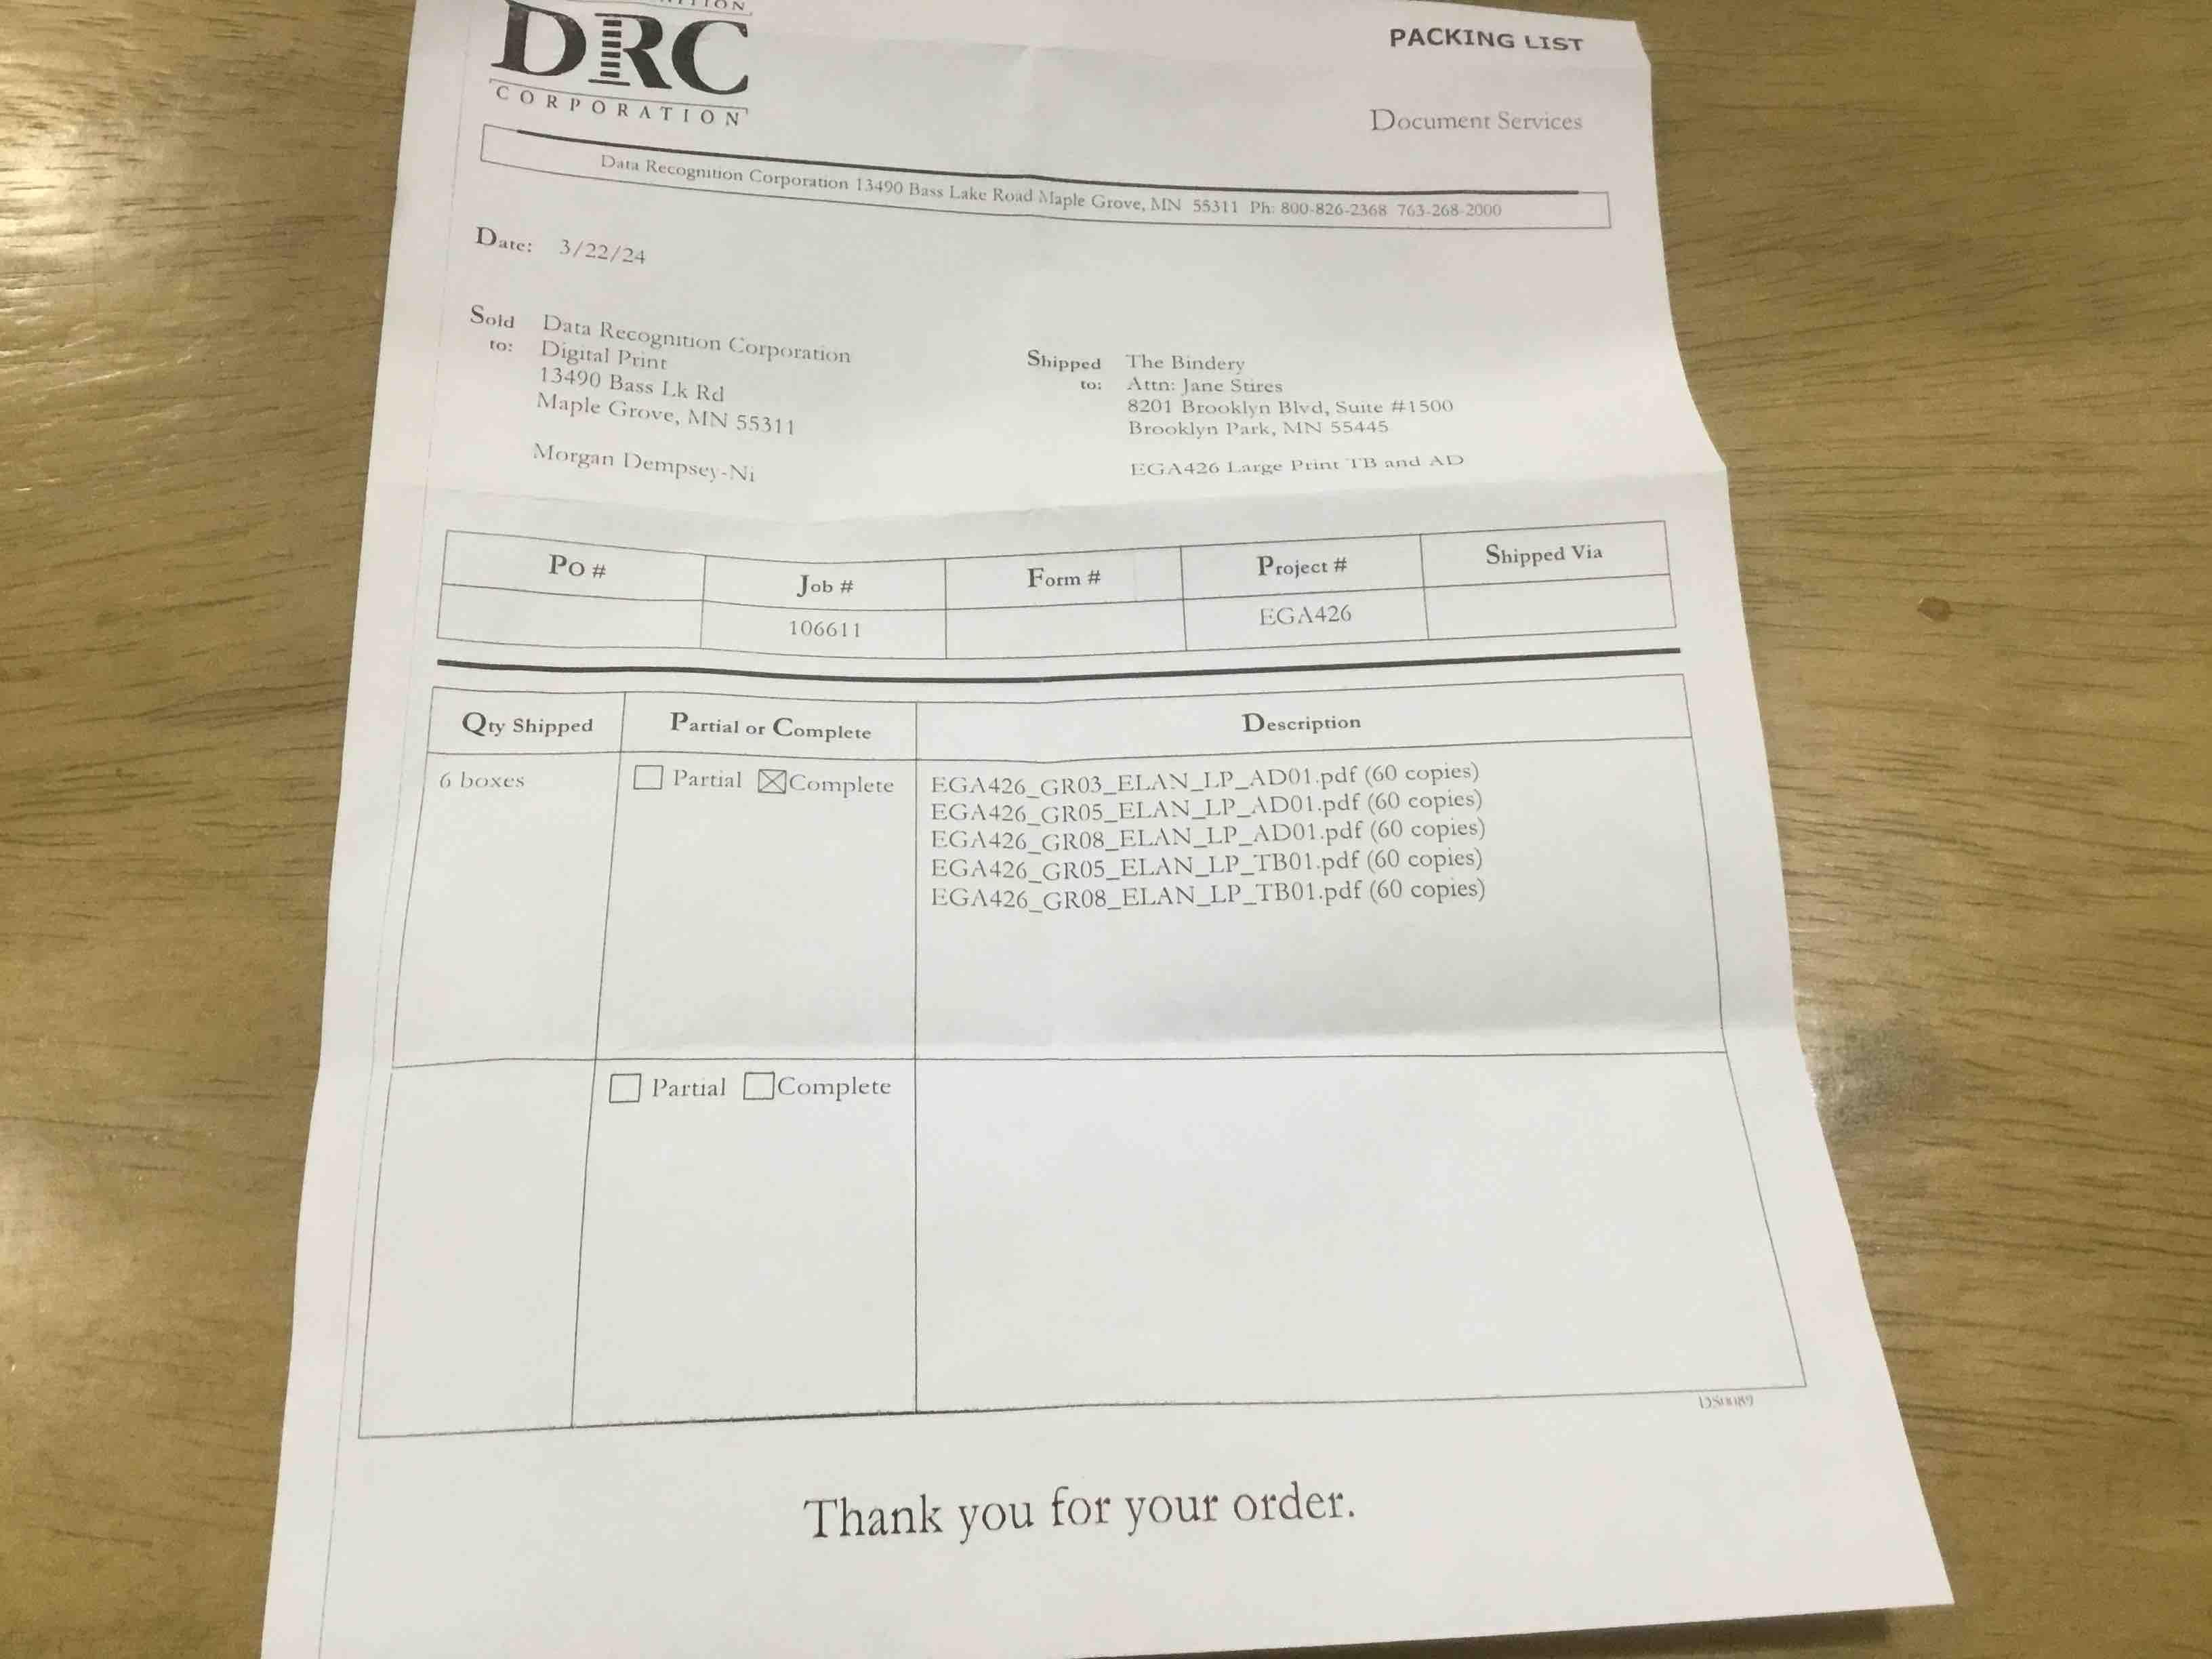 DRC
CORPORATION
PACKING LIST
Document Services
Data Recognition Corporation 13490 Bass Lake Road Maple Grove, MN 55311 Ph: 800-826-2368 763-268-2000
Date: 3/22/24
Sold to:
Data Recognition Corporation
Digital Print
13490 Bass Lk Rd
Maple Grove, MN 55311
Morgan Dempsey-Ni
Shipped to:
The Bindery
Attn: Jane Stires
8201 Brooklyn Blvd, Suite #1500
Brooklyn Park, MN 55445
EGA426 Large Print TB and AD
PO # Job # Form # Project # Shipped Via
106611 EGA426
Qty Shipped Partial or Complete Description
6 boxes Partial Complete EGA426_GR03_ELAN_LP_AD01.pdf (60 copies)
EGA426_GR05_ELAN_LP_AD01.pdf (60 copies)
EGA426_GR08_ELAN_LP_AD01.pdf (60 copies)
EGA426_GR05_ELAN_LP_TB01.pdf (60 copies)
EGA426_GR08_ELAN_LP_TB01.pdf (60 copies)
Partial Complete
DS0089
Thank you for your order.